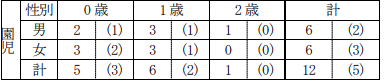 園児 性別 0歳 1歳 2歳 計
男 2 (1) 3 (1) 1 (0) 6 (2)
女 3 (2) 3 (1) 0 (0) 6 (3)
計 5 (3) 6 (2) 1 (0) 12 (5)